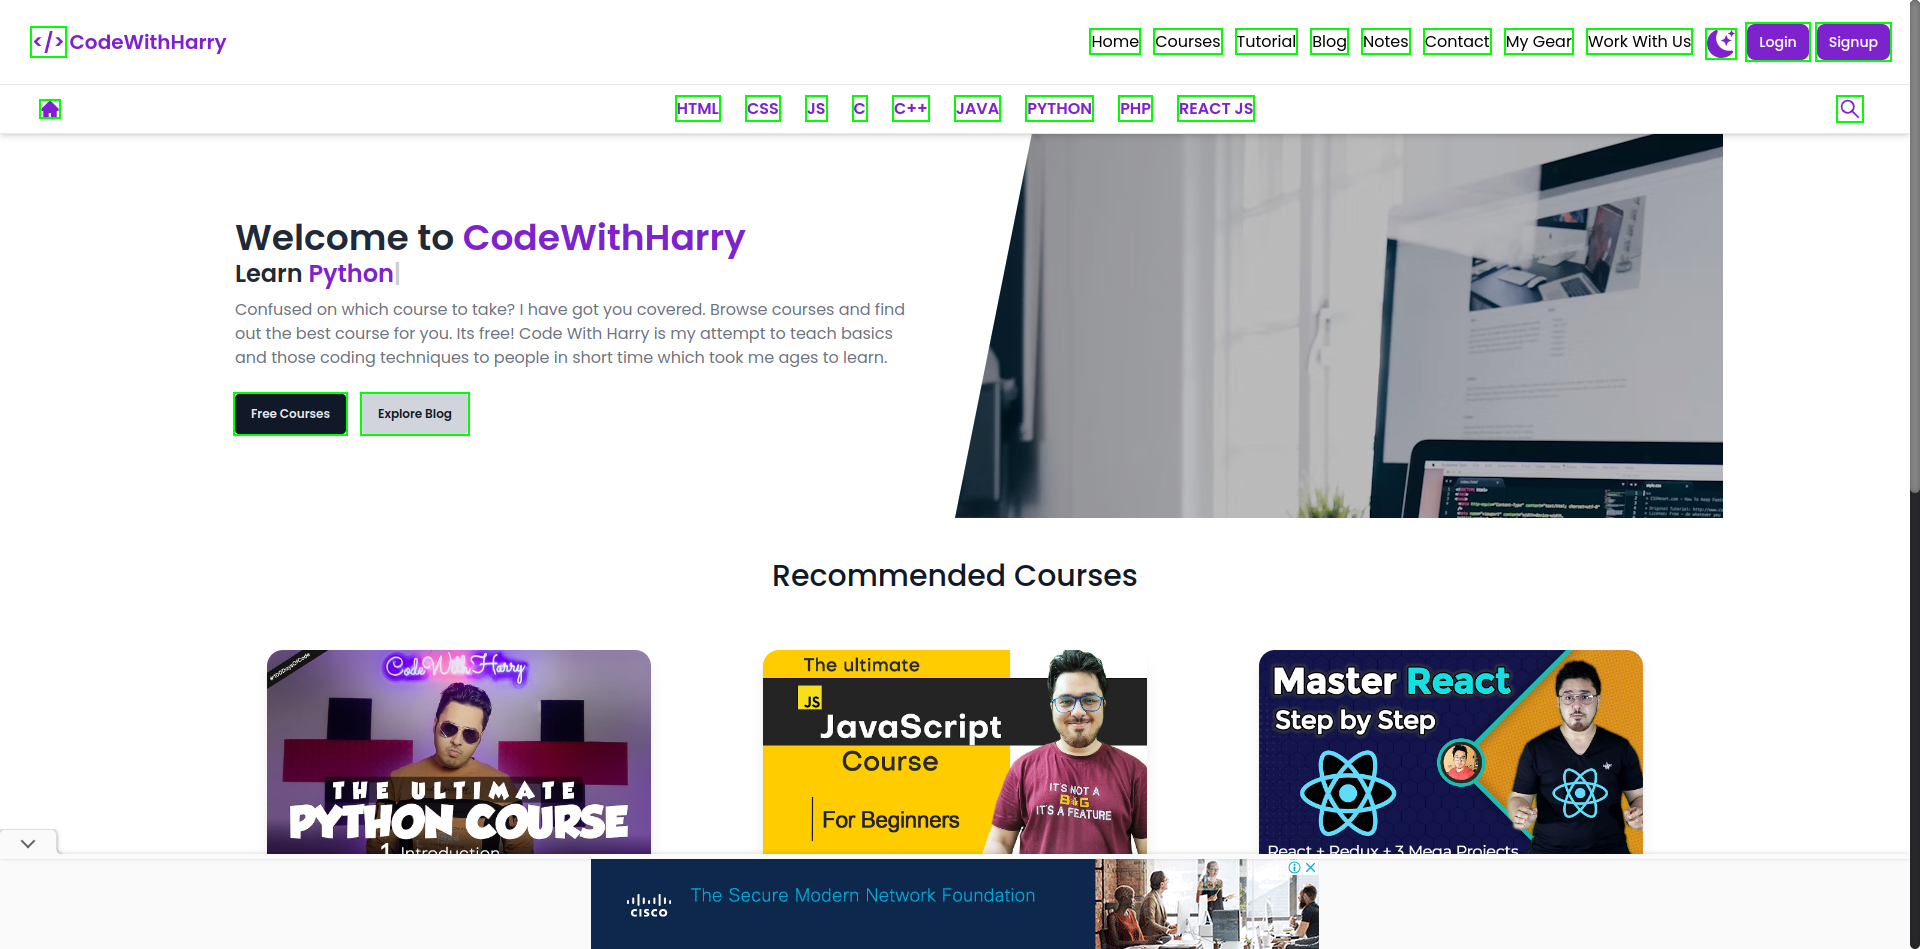 </> CodeWithHarry
Home Courses Tutorial Blog Notes Contact My Gear Work With Us Login Signup
HTML CSS JS C C++ JAVA PYTHON PHP REACT JS
Welcome to CodeWithHarry
Learn Python
Confused on which course to take? I have got you covered. Browse courses and find
out the best course for you. Its free! Code With Harry is my attempt to teach basics
and those coding techniques to people in short time which took me ages to learn.
Free Courses Explore Blog
Recommended Courses
#100DaysOfCode
CodeWithHarry
THE ULTIMATE
PYTHON COURSE
1. Introduction
The ultimate
JS
JavaScript
Course
For Beginners
IT'S NOT A
BUG
IT'S A FEATURE
Master React
Step by Step
React + Redux + 3 Mega Projects
CISCO
The Secure Modern Network Foundation